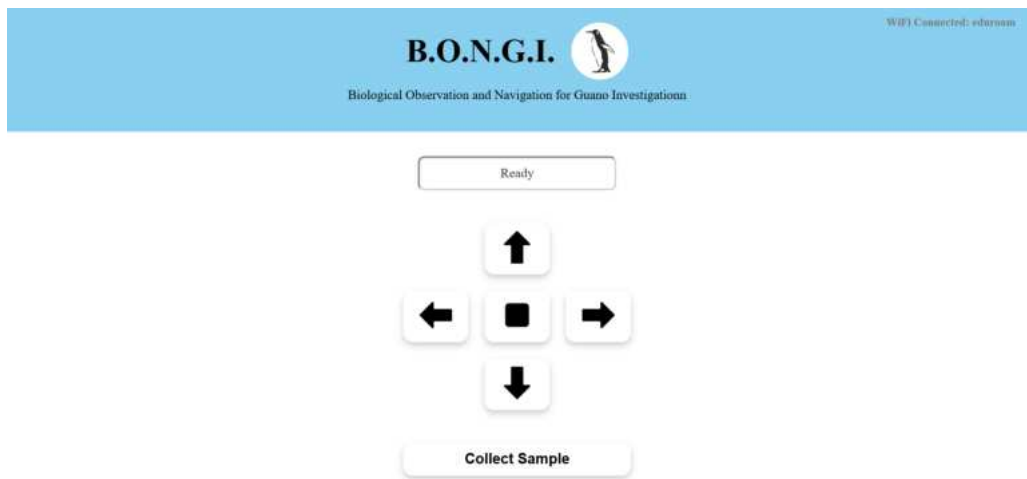 WiFi Connected: eduroam
B.O.N.G.I.
Biological Observation and Navigation for Guano Investigationn
Ready
Collect Sample